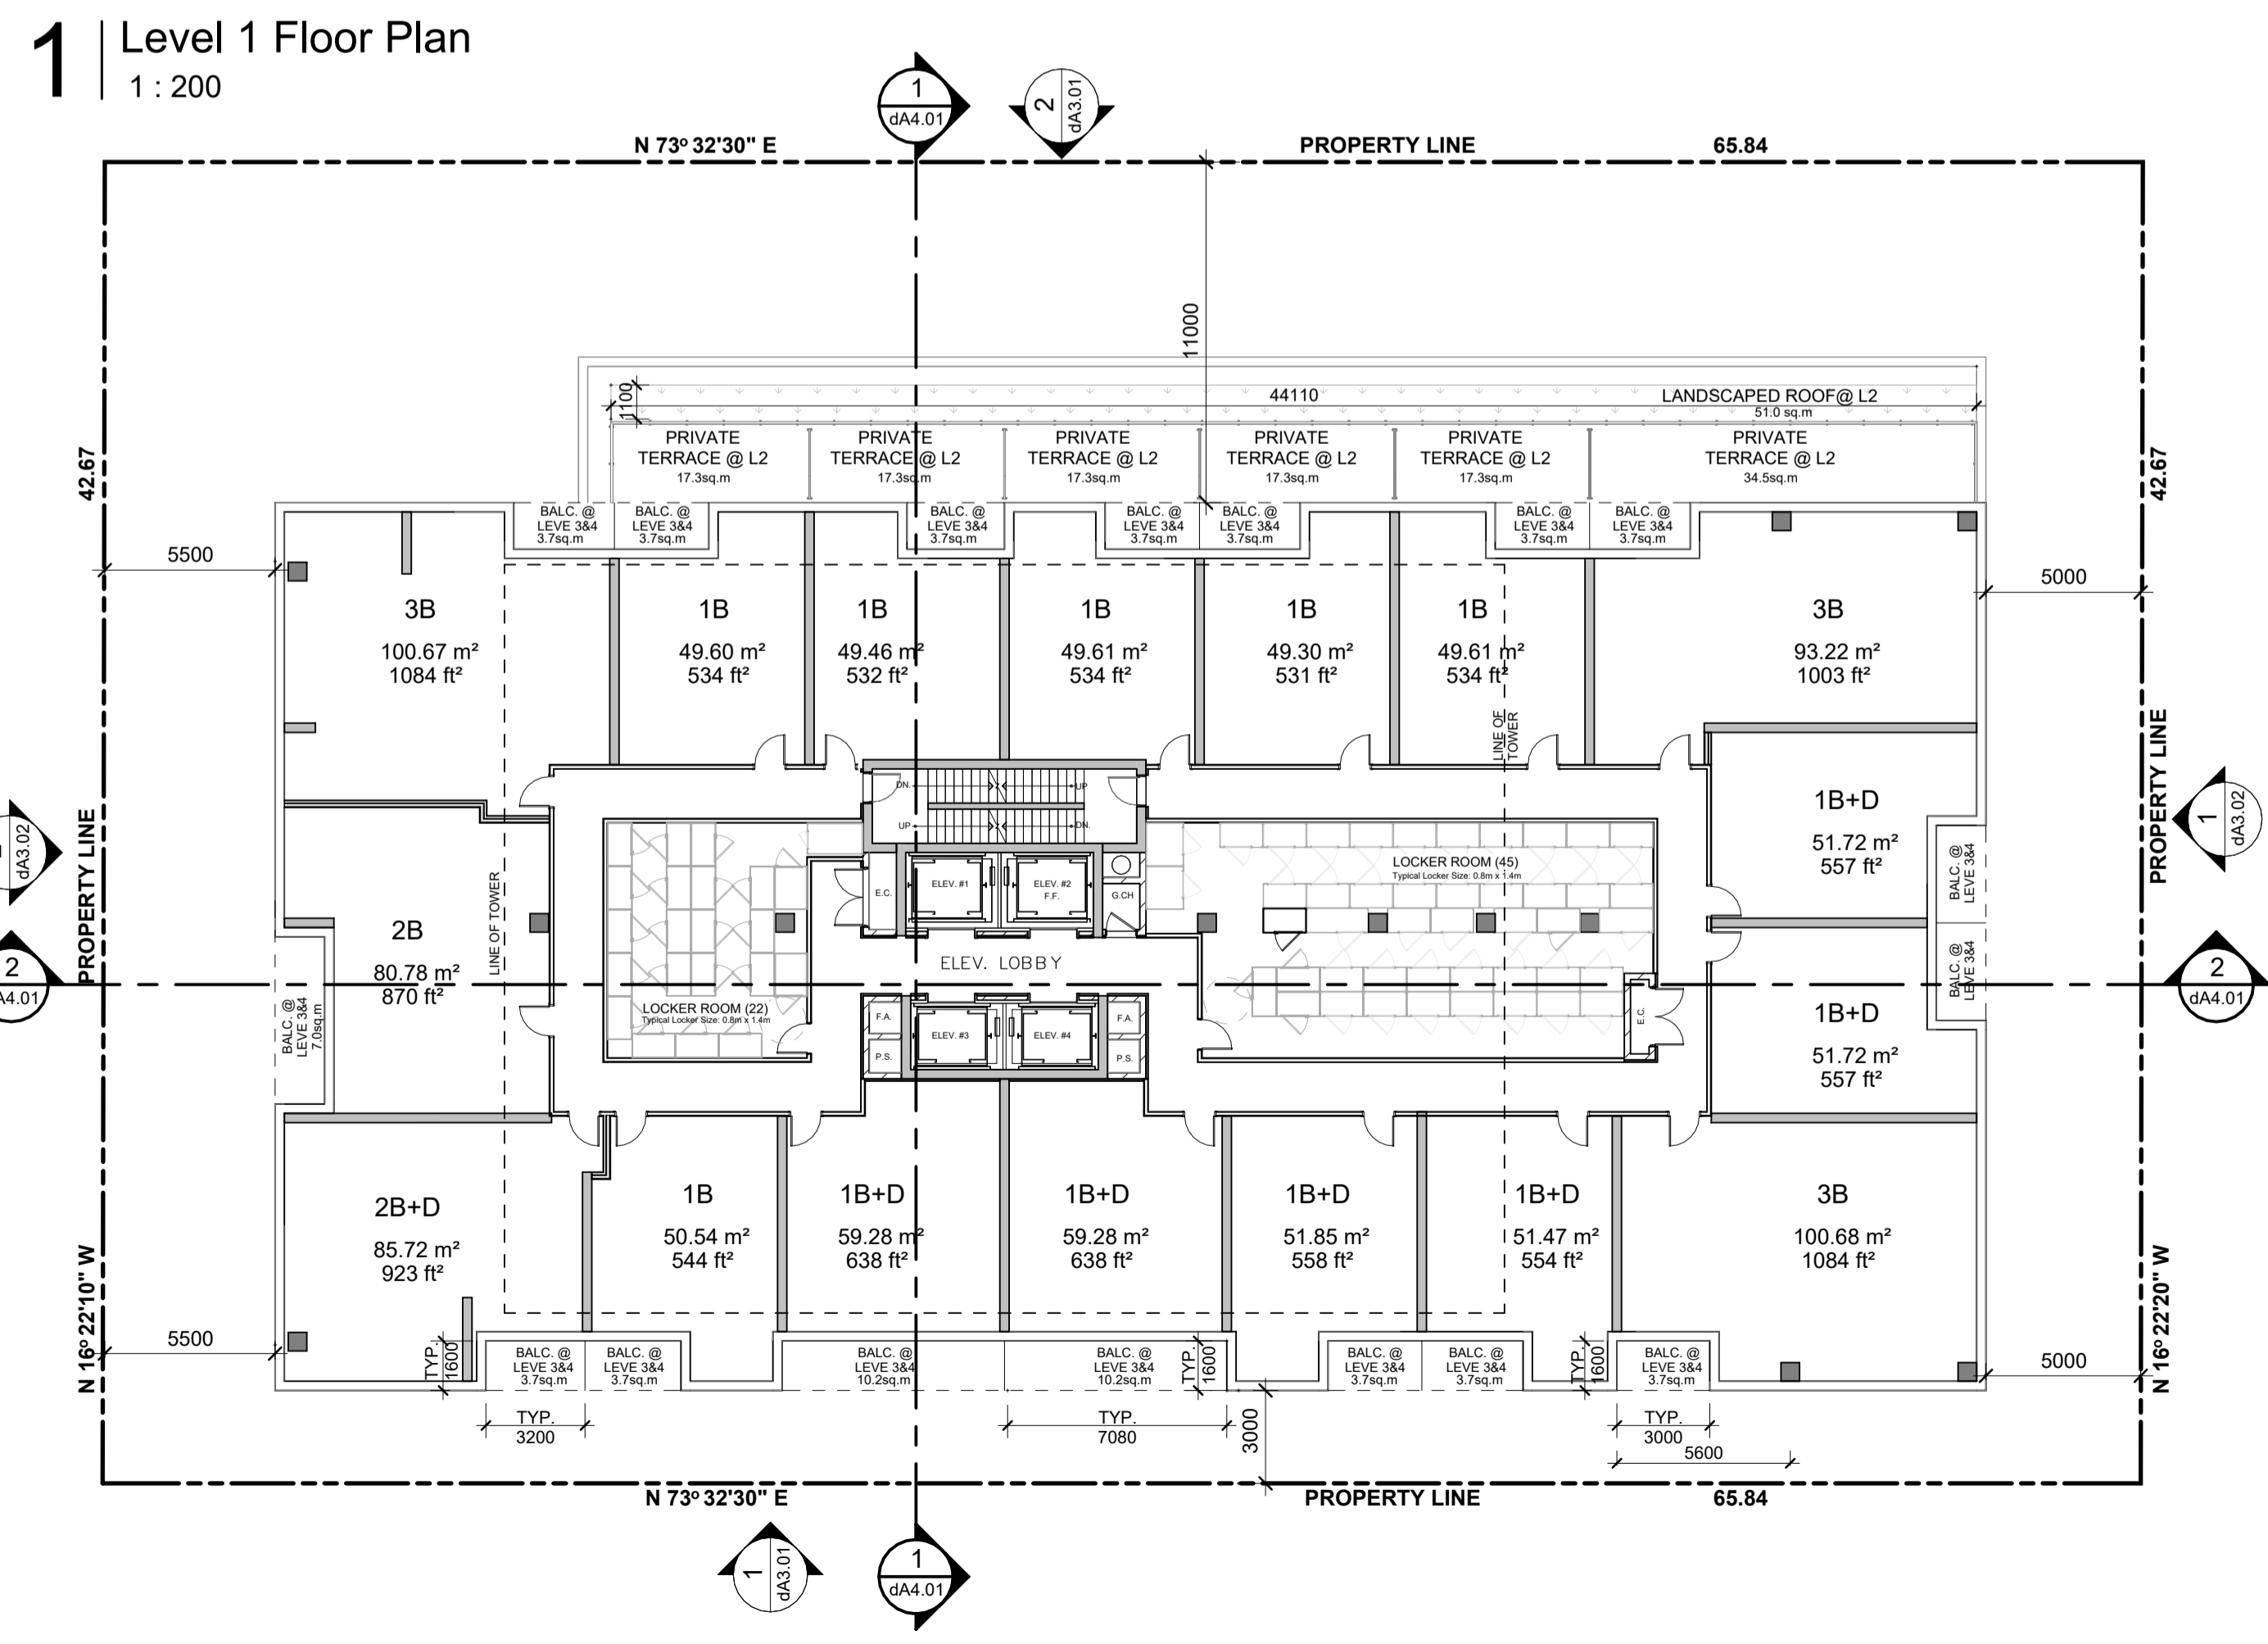 1
Level 1 Floor Plan
1 : 200
1
dA4.01
2
dA3.01
N 73º 32'30" E
PROPERTY LINE
65.84
11000
1100
44110
LANDSCAPED ROOF@ L2
51.0 sq.m
PRIVATE
TERRACE @ L2
17.3sq.m
PRIVATE
TERRACE @ L2
17.3sq.m
PRIVATE
TERRACE @ L2
17.3sq.m
PRIVATE
TERRACE @ L2
17.3sq.m
PRIVATE
TERRACE @ L2
17.3sq.m
PRIVATE
TERRACE @ L2
34.5sq.m
42.67
42.67
BALC. @
LEVE 3&4
3.7sq.m
BALC. @
LEVE 3&4
3.7sq.m
BALC. @
LEVE 3&4
3.7sq.m
BALC. @
LEVE 3&4
3.7sq.m
BALC. @
LEVE 3&4
3.7sq.m
BALC. @
LEVE 3&4
3.7sq.m
BALC. @
LEVE 3&4
3.7sq.m
5500
5000
3B
100.67 m²
1084 ft²
1B
49.60 m²
534 ft²
1B
49.46 m²
532 ft²
1B
49.61 m²
534 ft²
1B
49.30 m²
531 ft²
1B
49.61 m²
534 ft²
3B
93.22 m²
1003 ft²
LINE OF
TOWER
PROPERTY LINE
PROPERTY LINE
DN.
UP
UP
DN.
1B+D
51.72 m²
557 ft²
1
dA3.02
dA3.02
LOCKER ROOM (45)
Typical Locker Size: 0.8m x 1.4m
E.C.
ELEV. #1
ELEV. #2
F.F.
G.CH
BALC. @
LEVE 3&4
LINE OF TOWER
2B
80.78 m²
870 ft²
ELEV. LOBBY
BALC. @
LEVE 3&4
2
A4.01
2
dA4.01
BALC. @
LEVE 3&4
7.0sq.m
LOCKER ROOM (22)
Typical Locker Size: 0.8m x 1.4m
F.A.
P.S.
ELEV. #3
ELEV. #4
F.A.
P.S.
E.C.
1B+D
51.72 m²
557 ft²
2B+D
85.72 m²
923 ft²
1B
50.54 m²
544 ft²
1B+D
59.28 m²
638 ft²
1B+D
59.28 m²
638 ft²
1B+D
51.85 m²
558 ft²
1B+D
51.47 m²
554 ft²
3B
100.68 m²
1084 ft²
N 16º 22'10" W
N 16º 22'20" W
5500
5000
TYP.
1600
BALC. @
LEVE 3&4
3.7sq.m
BALC. @
LEVE 3&4
3.7sq.m
BALC. @
LEVE 3&4
10.2sq.m
BALC. @
LEVE 3&4
10.2sq.m
TYP.
1600
BALC. @
LEVE 3&4
3.7sq.m
BALC. @
LEVE 3&4
3.7sq.m
TYP.
1600
BALC. @
LEVE 3&4
3.7sq.m
TYP.
3200
TYP.
7080
3000
TYP.
3000
5600
N 73º 32'30" E
PROPERTY LINE
65.84
1
dA3.01
1
dA4.01